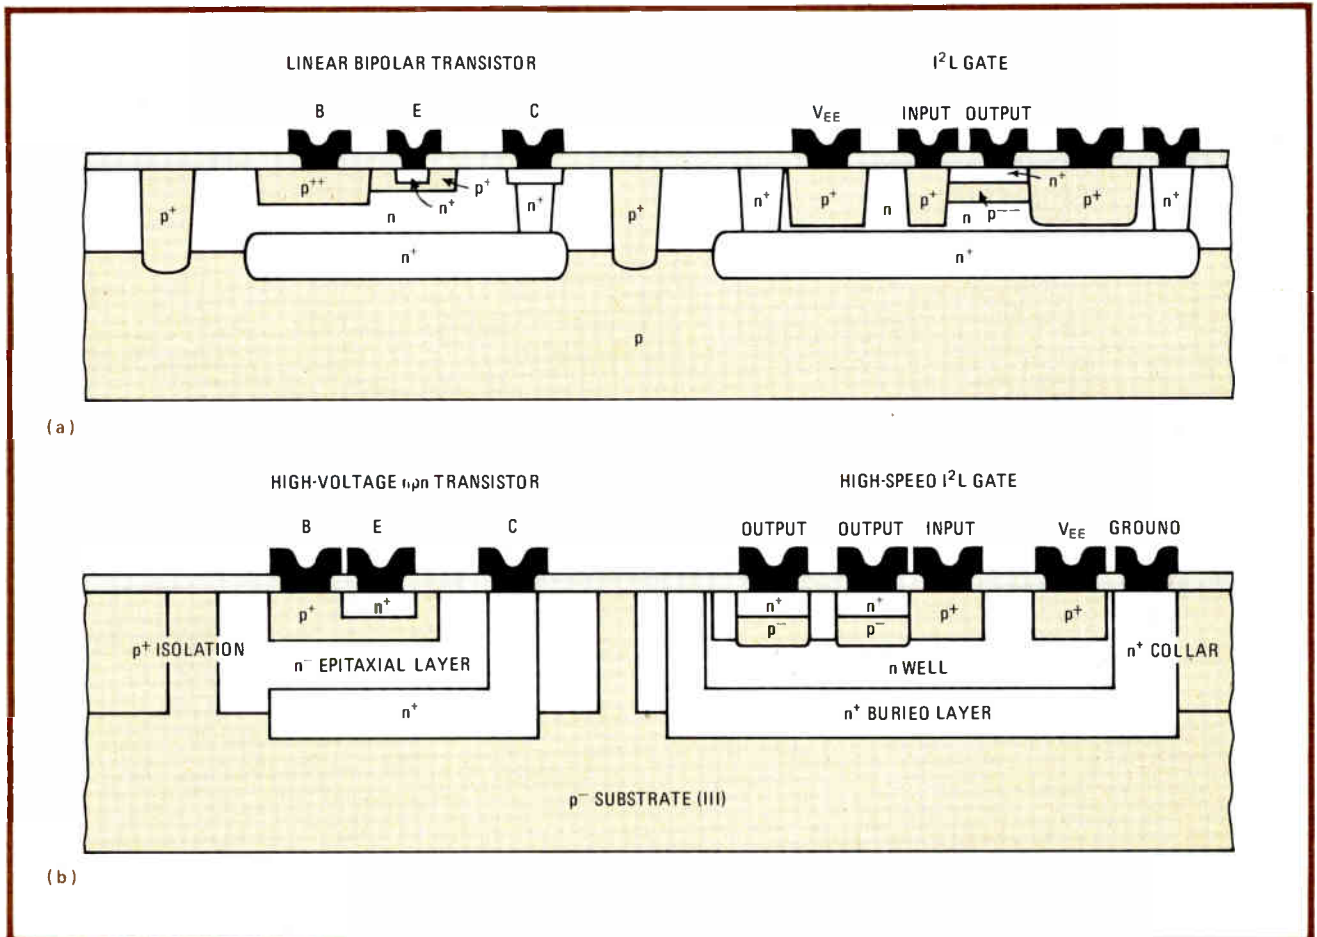 LINEAR BIPOLAR TRANSISTOR
I²L GATE
B
E
C
V_EE
INPUT
OUTPUT
p⁺⁺
p⁺
n⁺
n⁺
p⁺
p⁺
p⁺
n⁺
n
n⁺
p⁺
n
p⁺
n
p⁻⁻
p⁺
n⁺
n⁺
n⁺
p
(a)
HIGH-VOLTAGE npn TRANSISTOR
HIGH-SPEED I²L GATE
B
E
C
OUTPUT
OUTPUT
INPUT
V_EE
GROUND
p⁺
n⁺
n⁺
n⁺
p⁻
p⁻
p⁺
p⁺
p⁺ ISOLATION
n⁻ EPITAXIAL LAYER
n WELL
n⁺ COLLAR
n⁺
n⁺ BURIED LAYER
p⁻ SUBSTRATE (III)
(b)